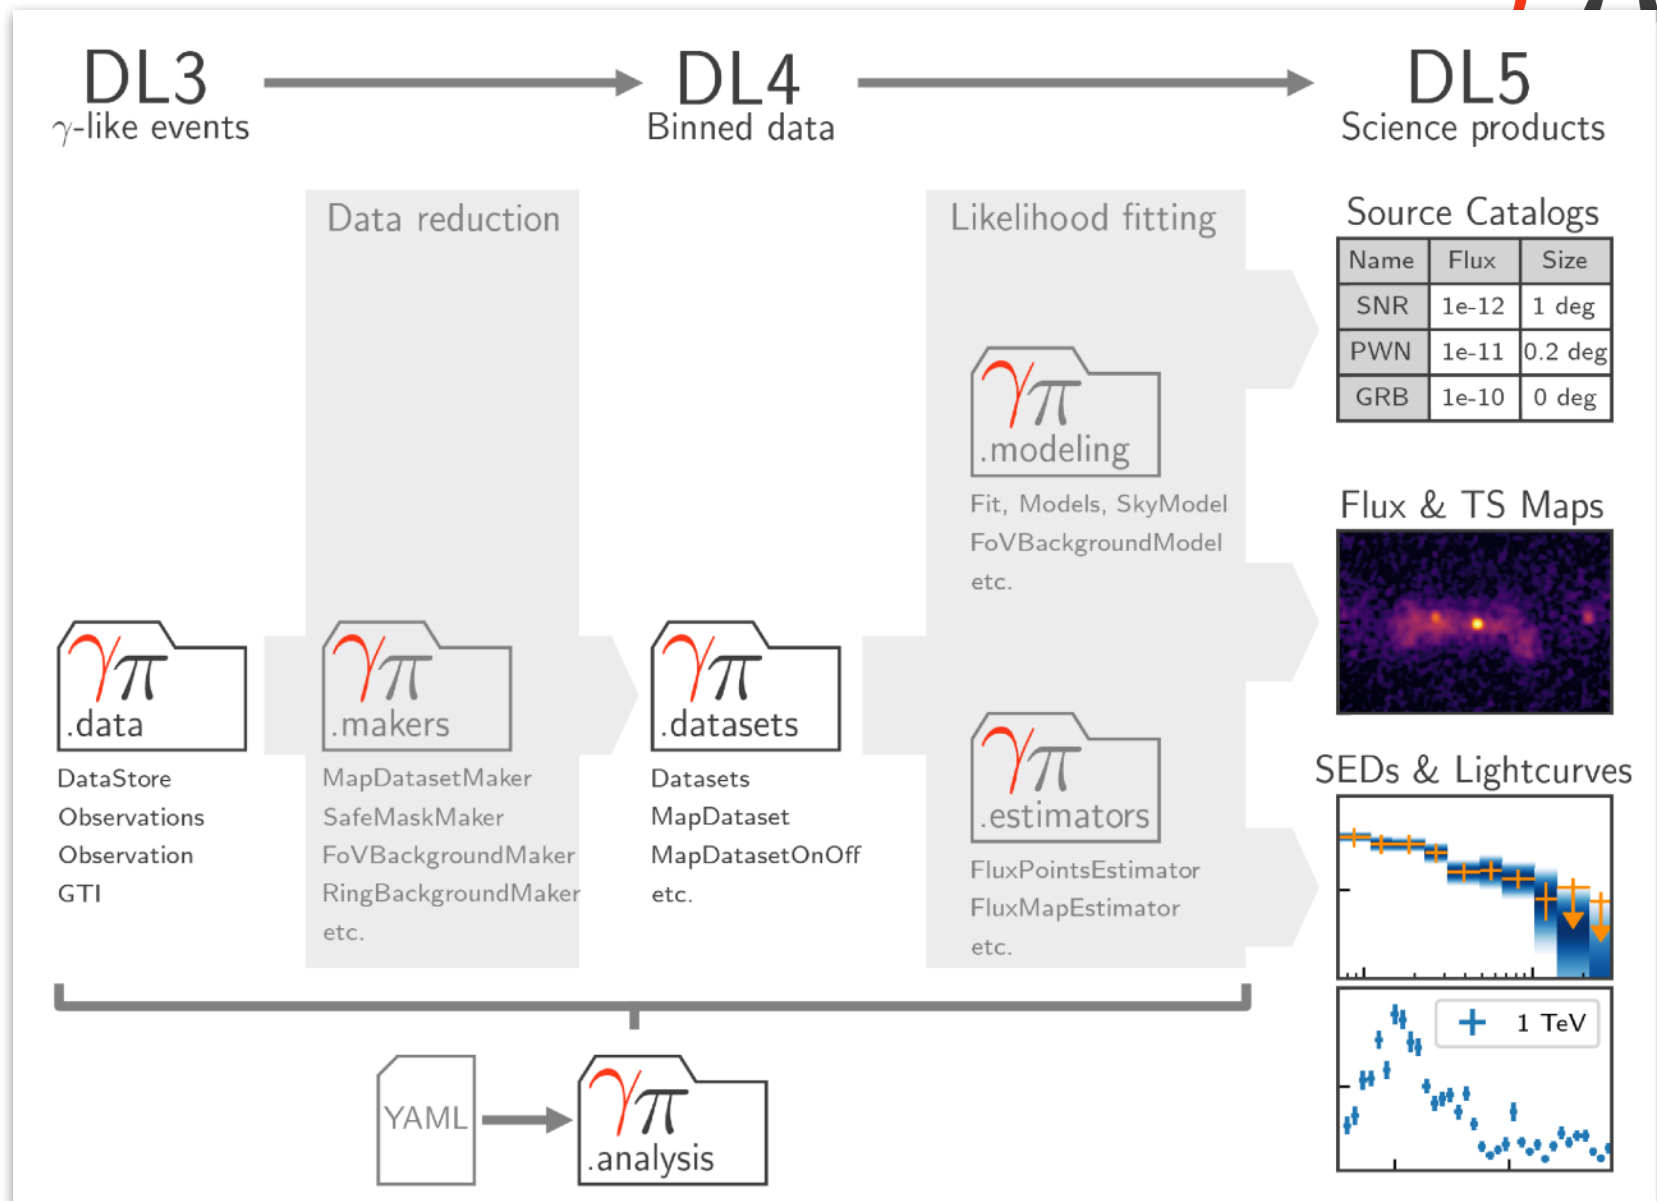 DL3
γ-like events
DL4
Binned data
DL5
Science products
Data reduction
Likelihood fitting
Source Catalogs
Name Flux Size
SNR 1e-12 1 deg
PWN 1e-11 0.2 deg
GRB 1e-10 0 deg
γπ
.modeling
Fit, Models, SkyModel
FoVBackgroundModel
etc.
Flux & TS Maps
γπ
.data
DataStore
Observations
Observation
GTI
γπ
.makers
MapDatasetMaker
SafeMaskMaker
FoVBackgroundMaker
RingBackgroundMaker
etc.
γπ
.datasets
Datasets
MapDataset
MapDatasetOnOff
etc.
γπ
.estimators
FluxPointsEstimator
FluxMapEstimator
etc.
SEDs & Lightcurves
1 TeV
YAML
γπ
.analysis